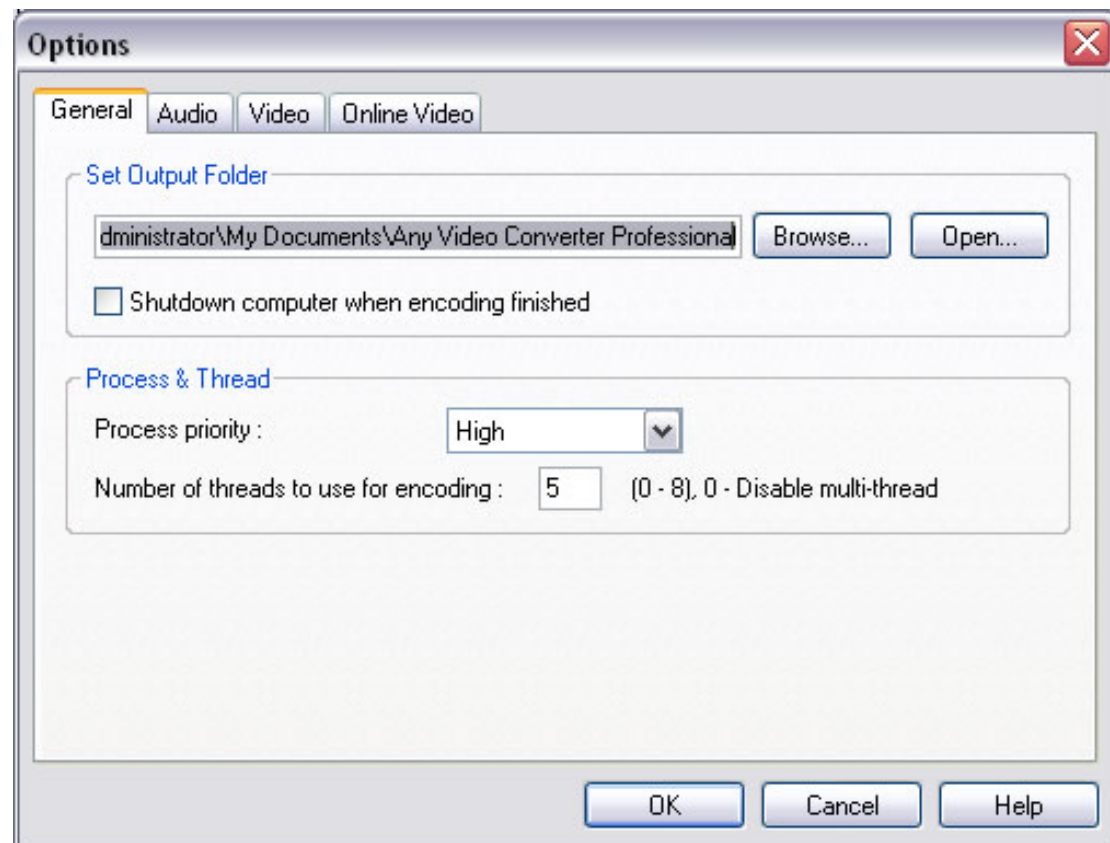 Options
General Audio Video Online Video
Set Output Folder
dministrator\My Documents\Any Video Converter Professional Browse... Open...
Shutdown computer when encoding finished
Process & Thread
Process priority : High
Number of threads to use for encoding : 5 (0 - 8), 0 - Disable multi-thread
OK Cancel Help